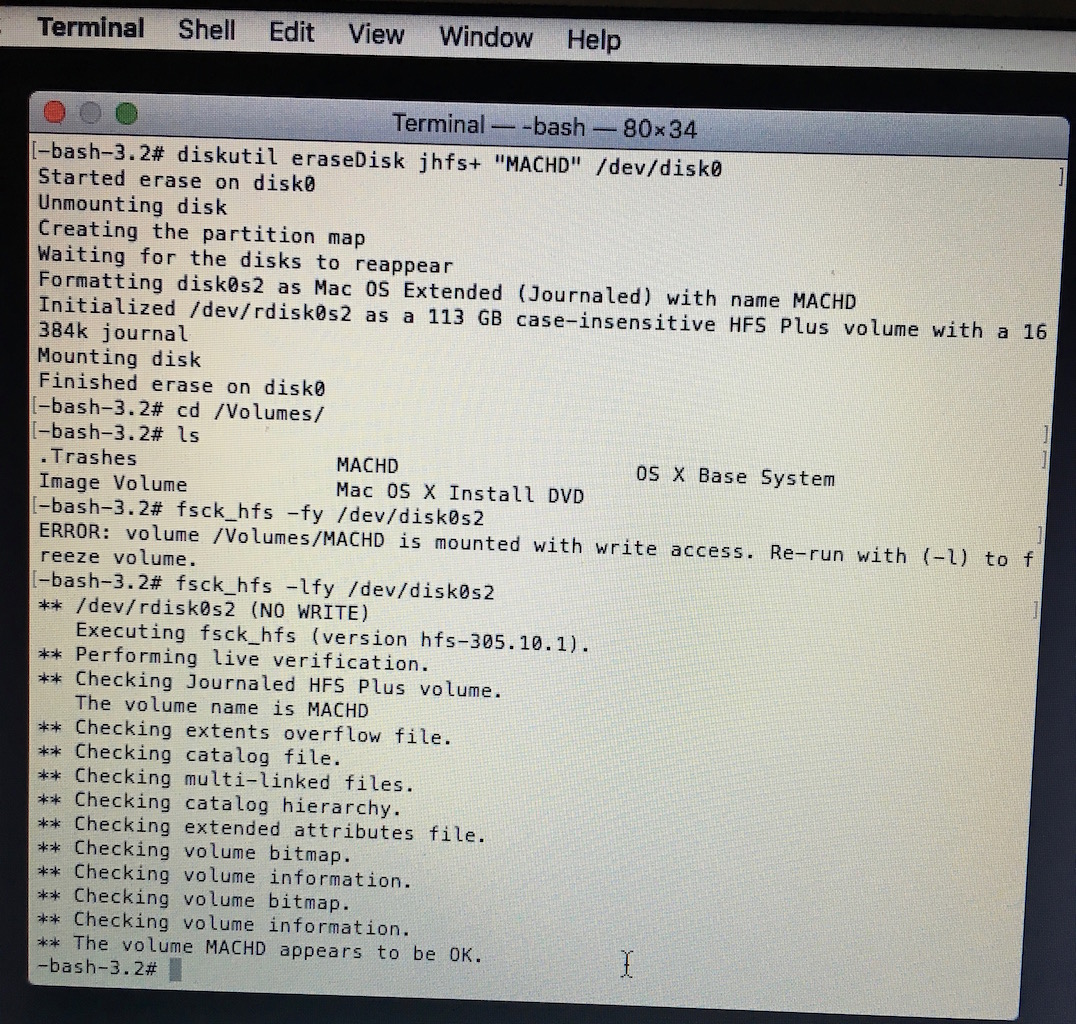 Terminal Shell Edit View Window Help
Terminal — -bash — 80×34
[-bash-3.2# diskutil eraseDisk jhfs+ "MACHD" /dev/disk0 ]
Started erase on disk0
Unmounting disk
Creating the partition map
Waiting for the disks to reappear
Formatting disk0s2 as Mac OS Extended (Journaled) with name MACHD
Initialized /dev/rdisk0s2 as a 113 GB case-insensitive HFS Plus volume with a 16
384k journal
Mounting disk
Finished erase on disk0
[-bash-3.2# cd /Volumes/ ]
[-bash-3.2# ls ]
.Trashes MACHD OS X Base System
Image Volume Mac OS X Install DVD
[-bash-3.2# fsck_hfs -fy /dev/disk0s2 ]
ERROR: volume /Volumes/MACHD is mounted with write access. Re-run with (-l) to f
reeze volume.
[-bash-3.2# fsck_hfs -lfy /dev/disk0s2 ]
** /dev/rdisk0s2 (NO WRITE)
Executing fsck_hfs (version hfs-305.10.1).
** Performing live verification.
** Checking Journaled HFS Plus volume.
The volume name is MACHD
** Checking extents overflow file.
** Checking catalog file.
** Checking multi-linked files.
** Checking catalog hierarchy.
** Checking extended attributes file.
** Checking volume bitmap.
** Checking volume information.
** Checking volume bitmap.
** Checking volume information.
** The volume MACHD appears to be OK.
-bash-3.2#